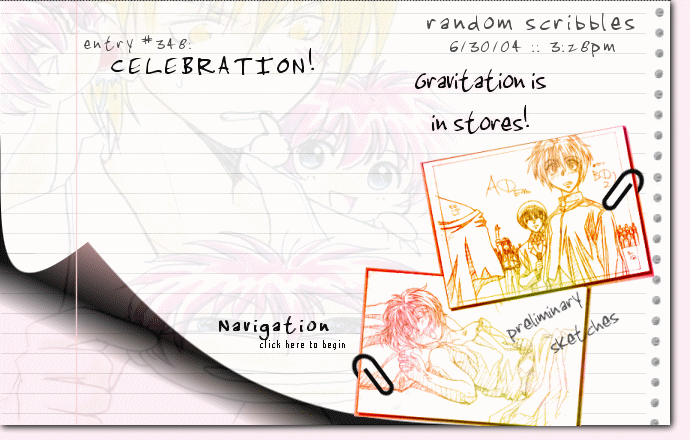 random scribbles
6/30/04 :: 3:28pm
entry #348:
CELEBRATION!
Gravitation is
in stores!
Navigation
click here to begin
preliminary
sketches